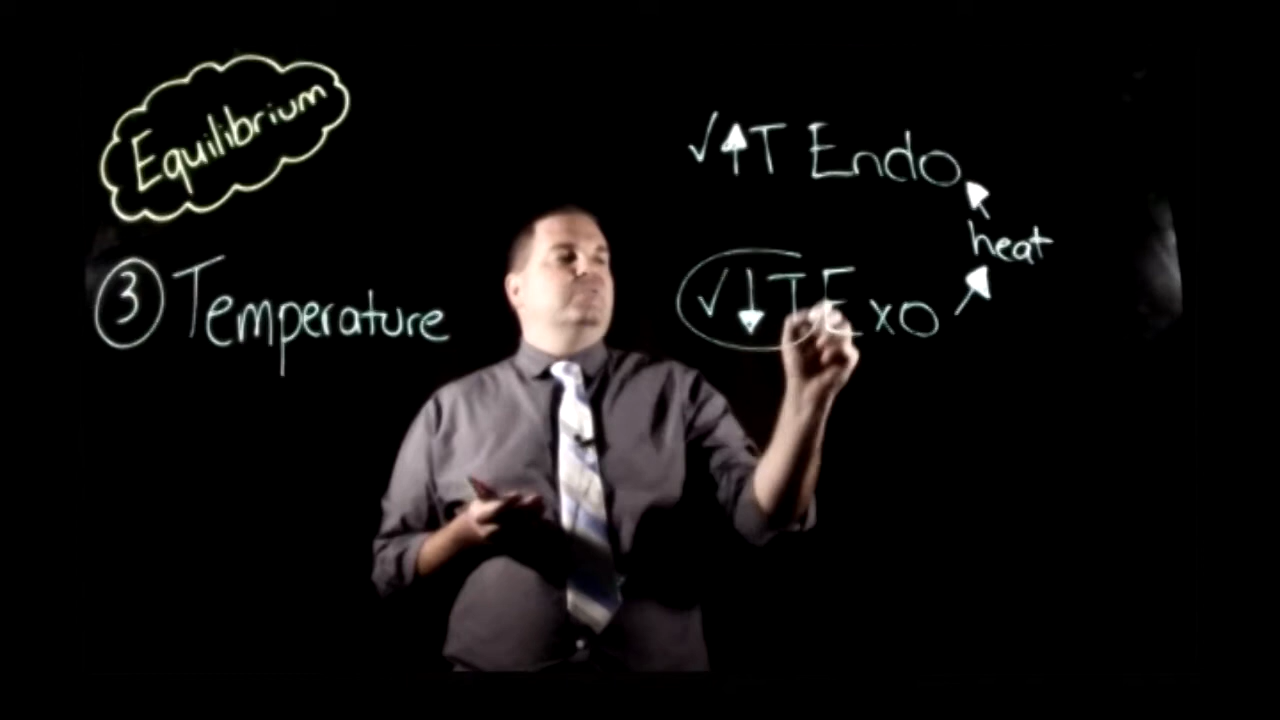 Equilibrium
3 Temperature
√↑T Endo
heat
√↓T Exo